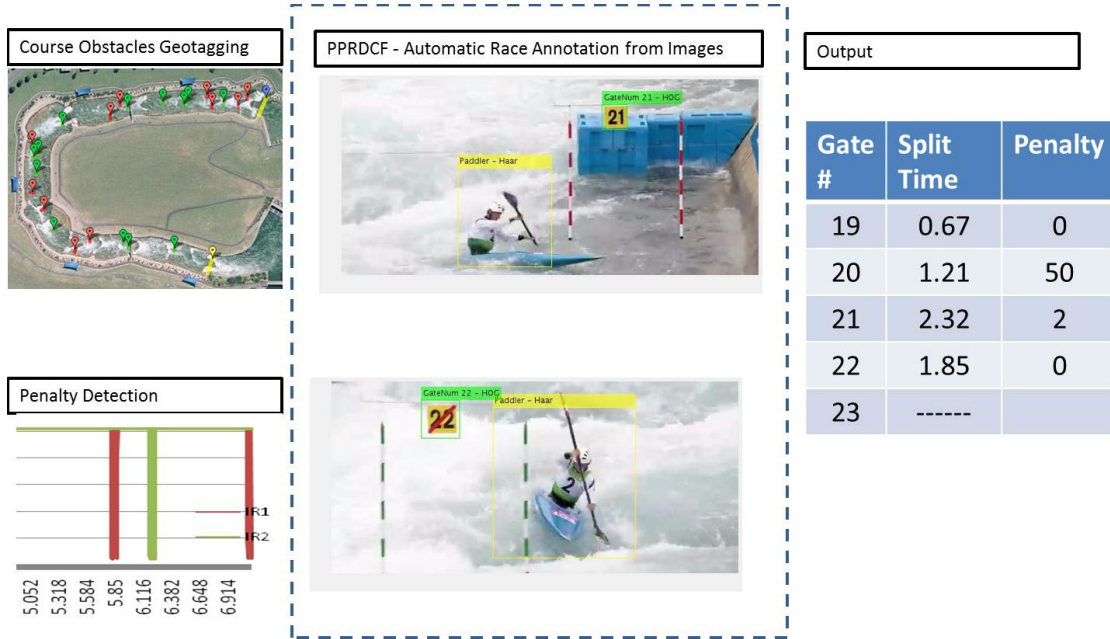 Course Obstacles Geotagging
PPRDCF - Automatic Race Annotation from Images
GateNum 21 - HOG
21
Paddler - Haar
GateNum 22 - HOG
22
Paddler - Haar
2
Penalty Detection
IR1
IR2
5.052
5.318
5.584
5.85
6.116
6.382
6.648
6.914
Output
Gate # Split Time Penalty
19 0.67 0
20 1.21 50
21 2.32 2
22 1.85 0
23 ------